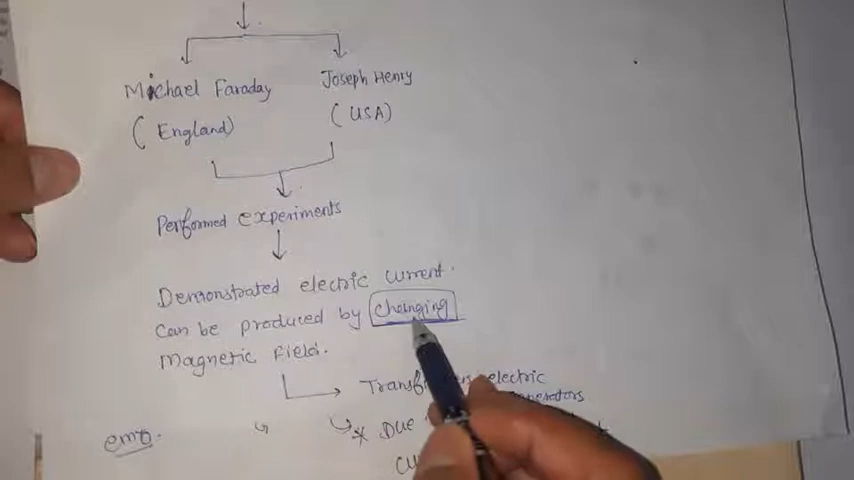 Michael Faraday
Joseph Henry
(England)
(USA)
Performed experiments
Demonstrated electric current.
Can be produced by changing
Magnetic Field.
electric
* Due